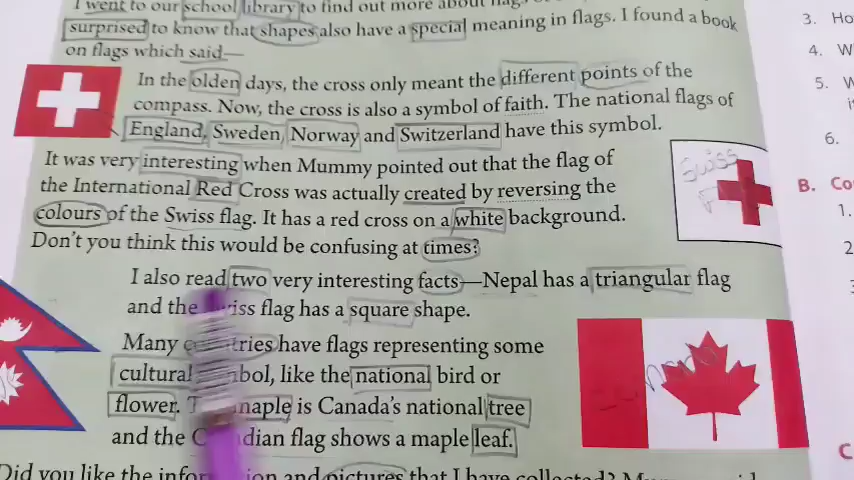 I went to our school library to find out more about flags.
surprised to know that shapes also have a special meaning in flags. I found a book
on flags which said—
In the olden days, the cross only meant the different points of the
compass. Now, the cross is also a symbol of faith. The national flags of
England, Sweden, Norway and Switzerland have this symbol.
It was very interesting when Mummy pointed out that the flag of
the International Red Cross was actually created by reversing the
colours of the Swiss flag. It has a red cross on a white background.
Don't you think this would be confusing at times?
Swiss
I also read two very interesting facts—Nepal has a triangular flag
and the flag has a square shape.
Many have flags representing some
cultural like the national bird or
flower. maple is Canada's national tree
and the flag shows a maple leaf.
Did you like the and pictures that I have collected?
3. Ho
4. W
5. W
6.
B. Co
1.
2
3
C